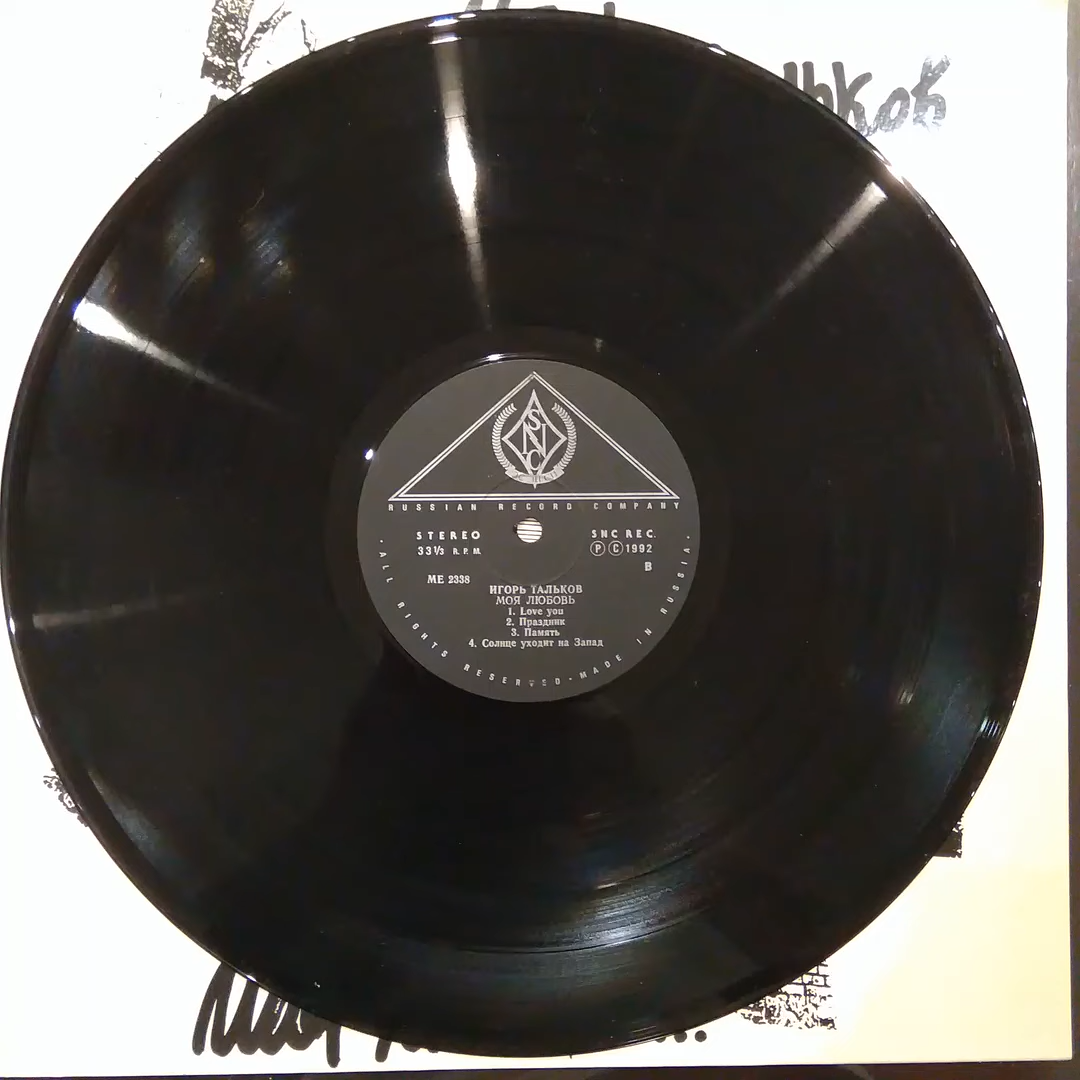 ьков
SNC
RUSSIAN RECORD COMPANY
STEREO
33⅓ R.P.M.
SNC REC.
Ⓟ Ⓒ 1992
B
ME 2338
ИГОРЬ ТАЛЬКОВ
МОЯ ЛЮБОВЬ
1. Love you
2. Праздник
3. Память
4. Солнце уходит на Запад
· ALL RIGHTS RESERVED - MADE IN RUSSIA ·